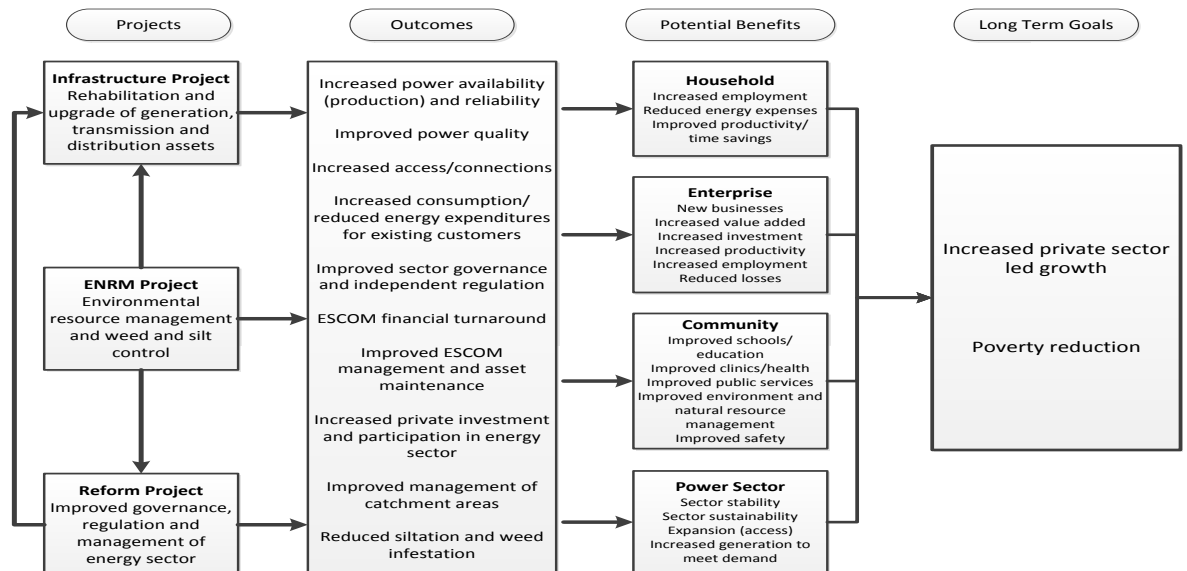 Projects
Outcomes
Potential Benefits
Long Term Goals
Infrastructure Project
Rehabilitation and
upgrade of generation,
transmission and
distribution assets
ENRM Project
Environmental
resource management
and weed and silt
control
Reform Project
Improved governance,
regulation and
management of
energy sector
Increased power availability
(production) and reliability
Improved power quality
Increased access/connections
Increased consumption/
reduced energy expenditures
for existing customers
Improved sector governance
and independent regulation
ESCOM financial turnaround
Improved ESCOM
management and asset
maintenance
Increased private investment
and participation in energy
sector
Improved management of
catchment areas
Reduced siltation and weed
infestation
Household
Increased employment
Reduced energy expenses
Improved productivity/
time savings
Enterprise
New businesses
Increased value added
Increased investment
Increased productivity
Increased employment
Reduced losses
Community
Improved schools/
education
Improved clinics/health
Improved public services
Improved environment and
natural resource
management
Improved safety
Power Sector
Sector stability
Sector sustainability
Expansion (access)
Increased generation to
meet demand
Increased private sector
led growth
Poverty reduction